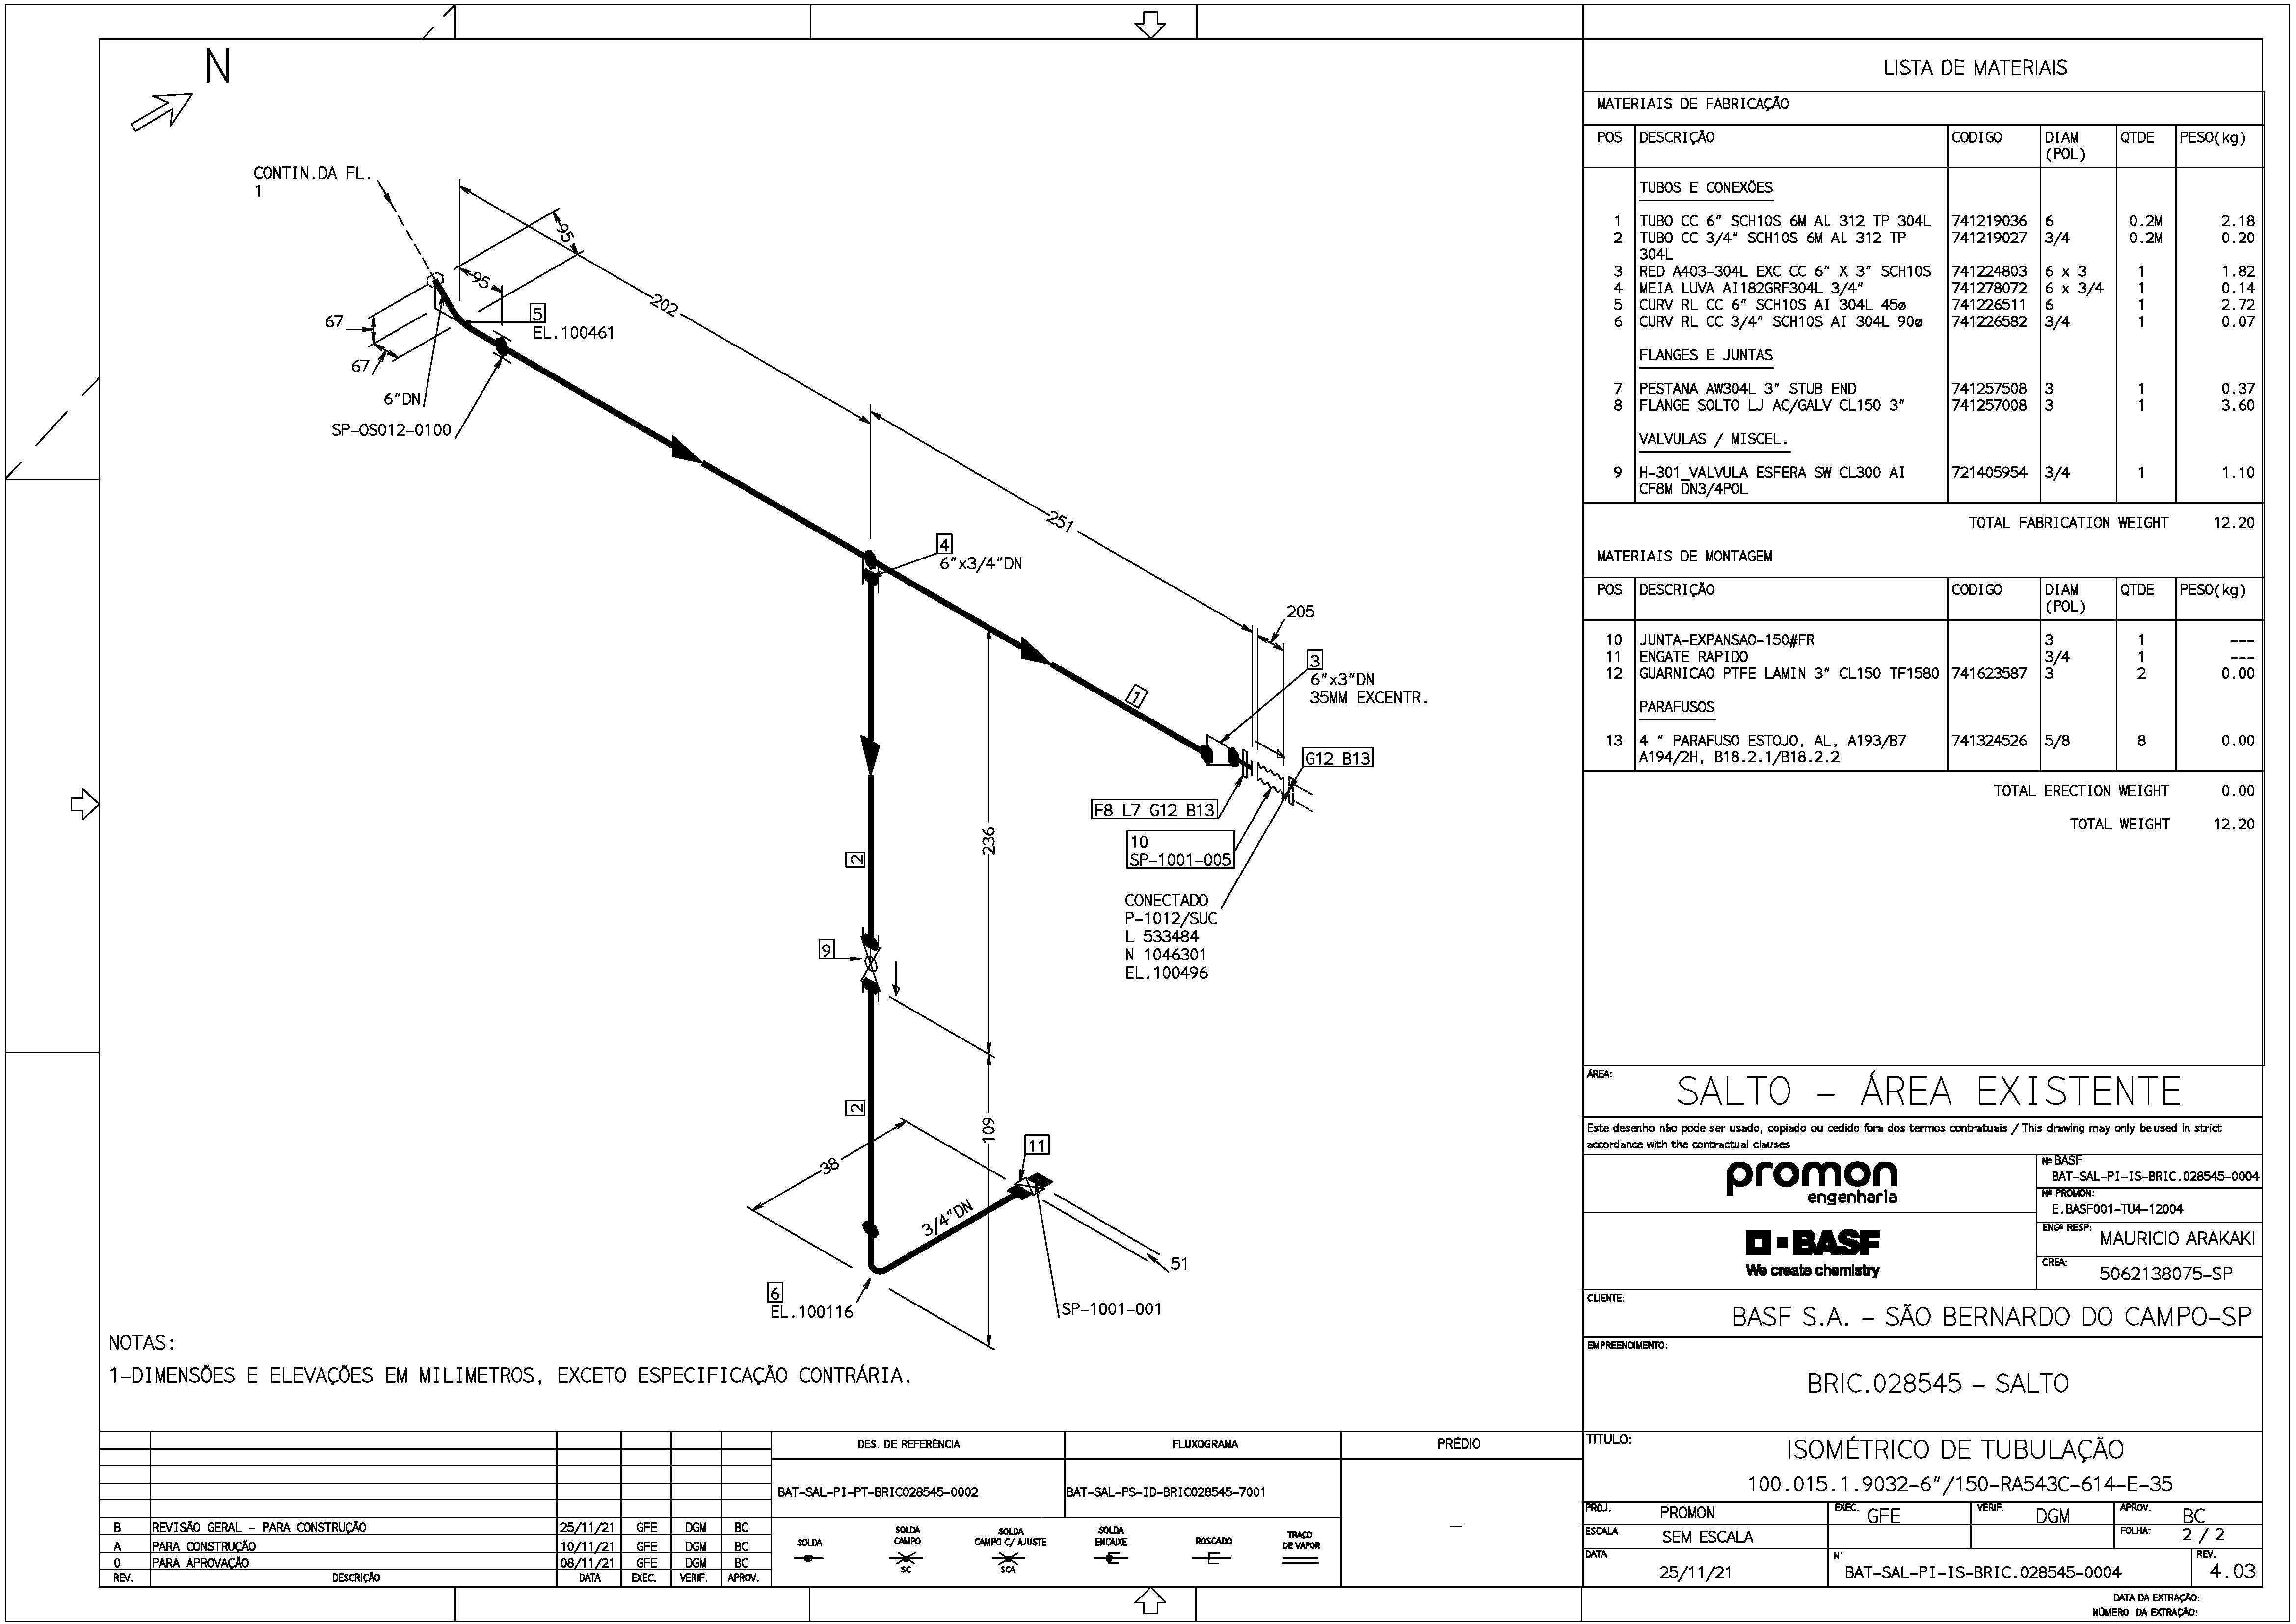 N
CONTIN.DA FL.
1
95
95
202
67
67
5
EL.100461
6"DN
SP-OS012-0100
251
4
6"x3/4"DN
205
3
6"x3"DN
35MM EXCENTR.
1
G12 B13
F8 L7 G12 B13
10
SP-1001-005
CONECTADO
P-1012/SUC
L 533484
N 1046301
EL.100496
236
2
9
2
109
38
11
3/4"DN
51
6
EL.100116
SP-1001-001
NOTAS:
1-DIMENSÕES E ELEVAÇÕES EM MILIMETROS, EXCETO ESPECIFICAÇÃO CONTRÁRIA.
LISTA DE MATERIAIS
MATERIAIS DE FABRICAÇÃO
POS DESCRIÇÃO CODIGO DIAM QTDE PESO(kg)
(POL)
TUBOS E CONEXÕES
1 TUBO CC 6" SCH10S 6M AL 312 TP 304L 741219036 6 0.2M 2.18
2 TUBO CC 3/4" SCH10S 6M AL 312 TP 741219027 3/4 0.2M 0.20
304L
3 RED A403-304L EXC CC 6" X 3" SCH10S 741224803 6 x 3 1 1.82
4 MEIA LUVA AI182GRF304L 3/4" 741278072 6 x 3/4 1 0.14
5 CURV RL CC 6" SCH10S AI 304L 45ø 741226511 6 1 2.72
6 CURV RL CC 3/4" SCH10S AI 304L 90ø 741226582 3/4 1 0.07
FLANGES E JUNTAS
7 PESTANA AW304L 3" STUB END 741257508 3 1 0.37
8 FLANGE SOLTO LJ AC/GALV CL150 3" 741257008 3 1 3.60
VALVULAS / MISCEL.
9 H-301_VALVULA ESFERA SW CL300 AI 721405954 3/4 1 1.10
CF8M DN3/4POL
TOTAL FABRICATION WEIGHT 12.20
MATERIAIS DE MONTAGEM
POS DESCRIÇÃO CODIGO DIAM QTDE PESO(kg)
(POL)
10 JUNTA-EXPANSAO-150#FR 3 1 ---
11 ENGATE RAPIDO 3/4 1 ---
12 GUARNICAO PTFE LAMIN 3" CL150 TF1580 741623587 3 2 0.00
PARAFUSOS
13 4 " PARAFUSO ESTOJO, AL, A193/B7 741324526 5/8 8 0.00
A194/2H, B18.2.1/B18.2.2
TOTAL ERECTION WEIGHT 0.00
TOTAL WEIGHT 12.20
ÁREA:
SALTO - ÁREA EXISTENTE
Este desenho não pode ser usado, copiado ou cedido fora dos termos contratuais / This drawing may only be used in strict
accordance with the contractual clauses
promon
engenharia
Nº BASF
BAT-SAL-PI-IS-BRIC.028545-0004
Nº PROMON:
E.BASF001-TU4-12004
BASF
We create chemistry
ENGº RESP:
MAURICIO ARAKAKI
CREA:
5062138075-SP
CLIENTE:
BASF S.A. - SÃO BERNARDO DO CAMPO-SP
EMPREENDIMENTO:
BRIC.028545 - SALTO
TITULO:
ISOMÉTRICO DE TUBULAÇÃO
100.015.1.9032-6"/150-RA543C-614-E-35
PROJ. PROMON EXEC. GFE VERIF. DGM APROV. BC
ESCALA SEM ESCALA FOLHA: 2 / 2
DATA 25/11/21 N° BAT-SAL-PI-IS-BRIC.028545-0004 REV. 4.03
DATA DA EXTRAÇÃO:
NÚMERO DA EXTRAÇÃO:
B REVISÃO GERAL - PARA CONSTRUÇÃO 25/11/21 GFE DGM BC
A PARA CONSTRUÇÃO 10/11/21 GFE DGM BC
0 PARA APROVAÇÃO 08/11/21 GFE DGM BC
REV. DESCRIÇÃO DATA EXEC. VERIF. APROV.
DES. DE REFERÊNCIA FLUXOGRAMA PRÉDIO
BAT-SAL-PI-PT-BRIC028545-0002 BAT-SAL-PS-ID-BRIC028545-7001 -
SOLDA
SOLDA
CAMPO
SC
SOLDA
CAMPO C/ AJUSTE
SCA
SOLDA
ENCAIXE
ROSCADO
TRAÇO
DE VAPOR